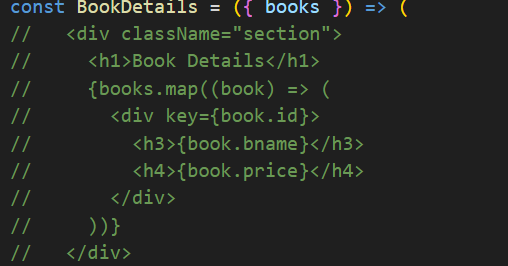 const BookDetails = ({ books }) => (
//   <div className="section">
//     <h1>Book Details</h1>
//     {books.map((book) => (
//       <div key={book.id}>
//         <h3>{book.bname}</h3>
//         <h4>{book.price}</h4>
//       </div>
//     ))}
//   </div>